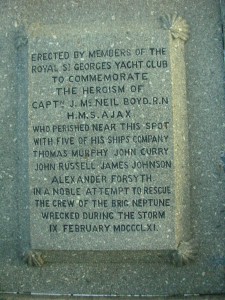 ERECTED BY MEMBERS OF THE
ROYAL ST GEORGES YACHT CLUB
TO COMMEMORATE
THE HEROISM OF
CAPTN J. MCNEIL BOYD. R.N
H.M.S. AJAX
WHO PERISHED NEAR THIS SPOT
WITH FIVE OF HIS SHIPS COMPANY
THOMAS MURPHY JOHN CURRY
JOHN RUSSELL JAMES JOHNSON
ALEXANDER FORSYTH
IN A NOBLE ATTEMPT TO RESCUE
THE CREW OF THE BRIG NEPTUNE
WRECKED DURING THE STORM
IX FEBRUARY MDCCCLXI.